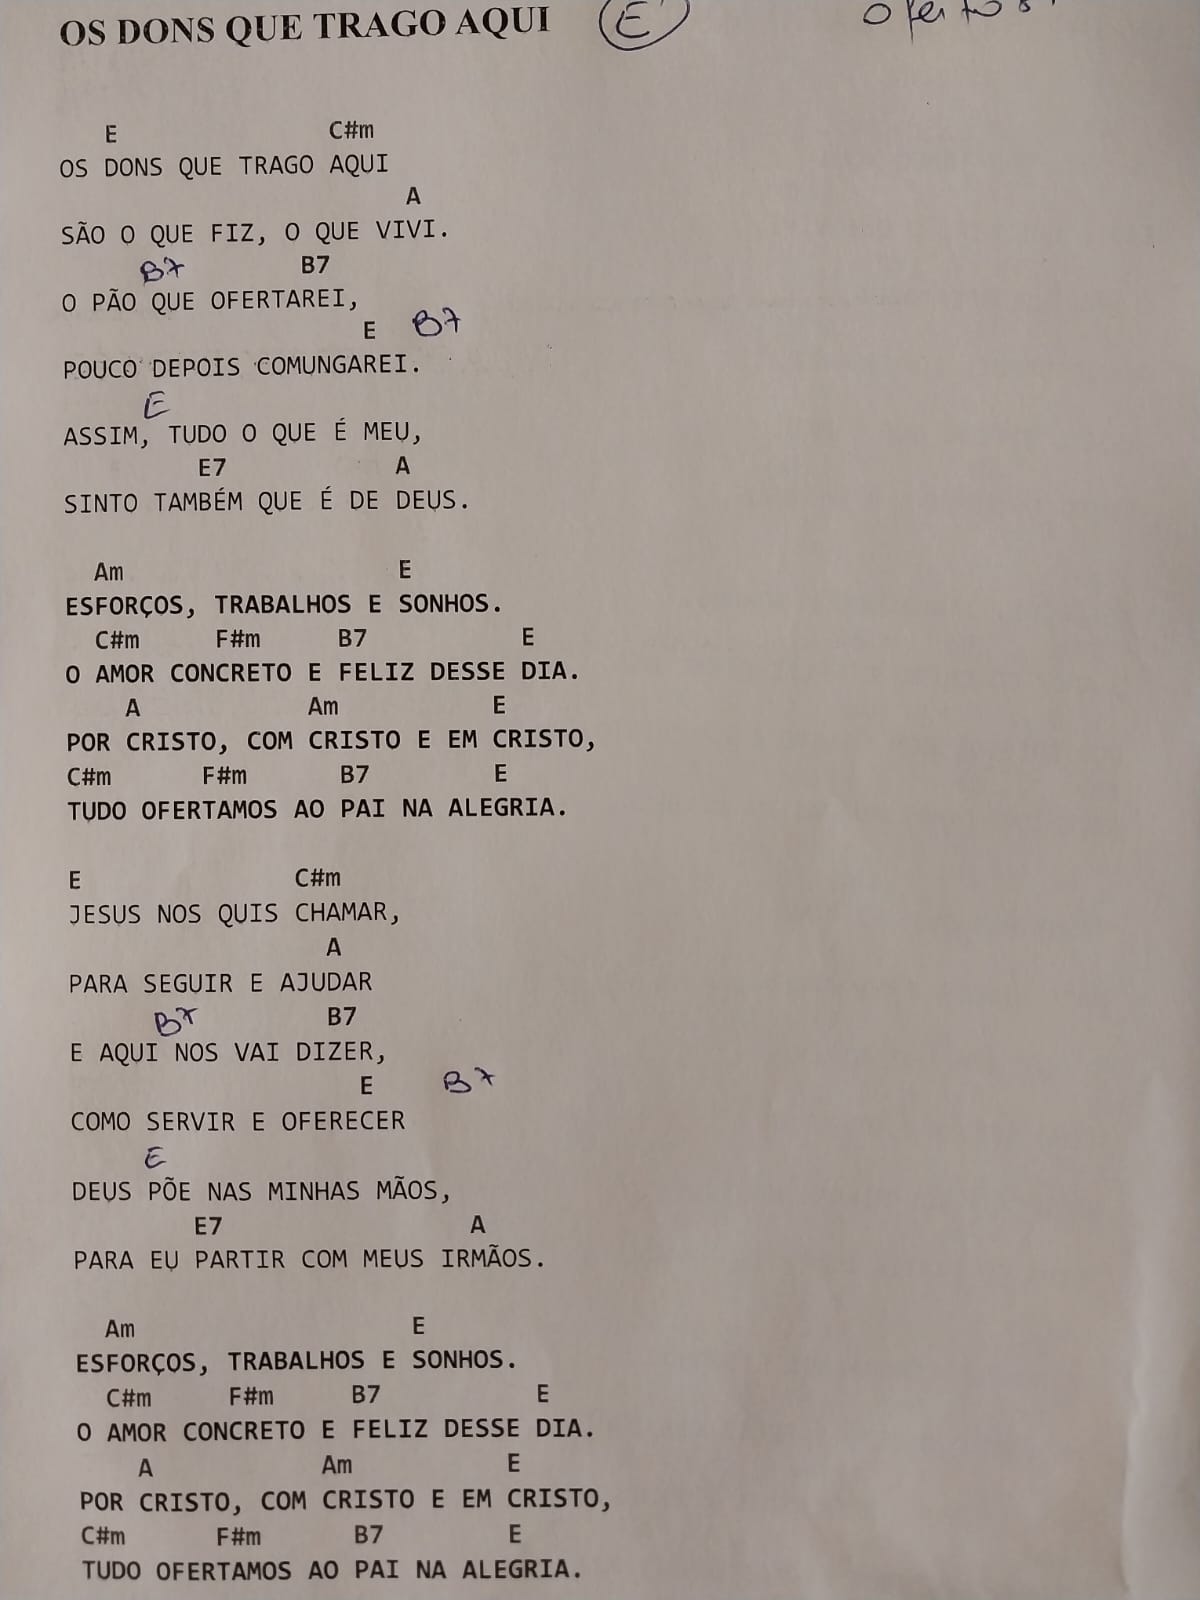 OS DONS QUE TRAGO AQUI (E)
E C#m
OS DONS QUE TRAGO AQUI
A
SÃO O QUE FIZ, O QUE VIVI.
B7 B7
O PÃO QUE OFERTAREI,
E B7
POUCO DEPOIS COMUNGAREI.
E
ASSIM, TUDO O QUE É MEU,
E7 A
SINTO TAMBÉM QUE É DE DEUS.
Am E
ESFORÇOS, TRABALHOS E SONHOS.
C#m F#m B7 E
O AMOR CONCRETO E FELIZ DESSE DIA.
A Am E
POR CRISTO, COM CRISTO E EM CRISTO,
C#m F#m B7 E
TUDO OFERTAMOS AO PAI NA ALEGRIA.
E C#m
JESUS NOS QUIS CHAMAR,
A
PARA SEGUIR E AJUDAR
B7 B7
E AQUI NOS VAI DIZER,
E B7
COMO SERVIR E OFERECER
E
DEUS PÕE NAS MINHAS MÃOS,
E7 A
PARA EU PARTIR COM MEUS IRMÃOS.
Am E
ESFORÇOS, TRABALHOS E SONHOS.
C#m F#m B7 E
O AMOR CONCRETO E FELIZ DESSE DIA.
A Am E
POR CRISTO, COM CRISTO E EM CRISTO,
C#m F#m B7 E
TUDO OFERTAMOS AO PAI NA ALEGRIA.